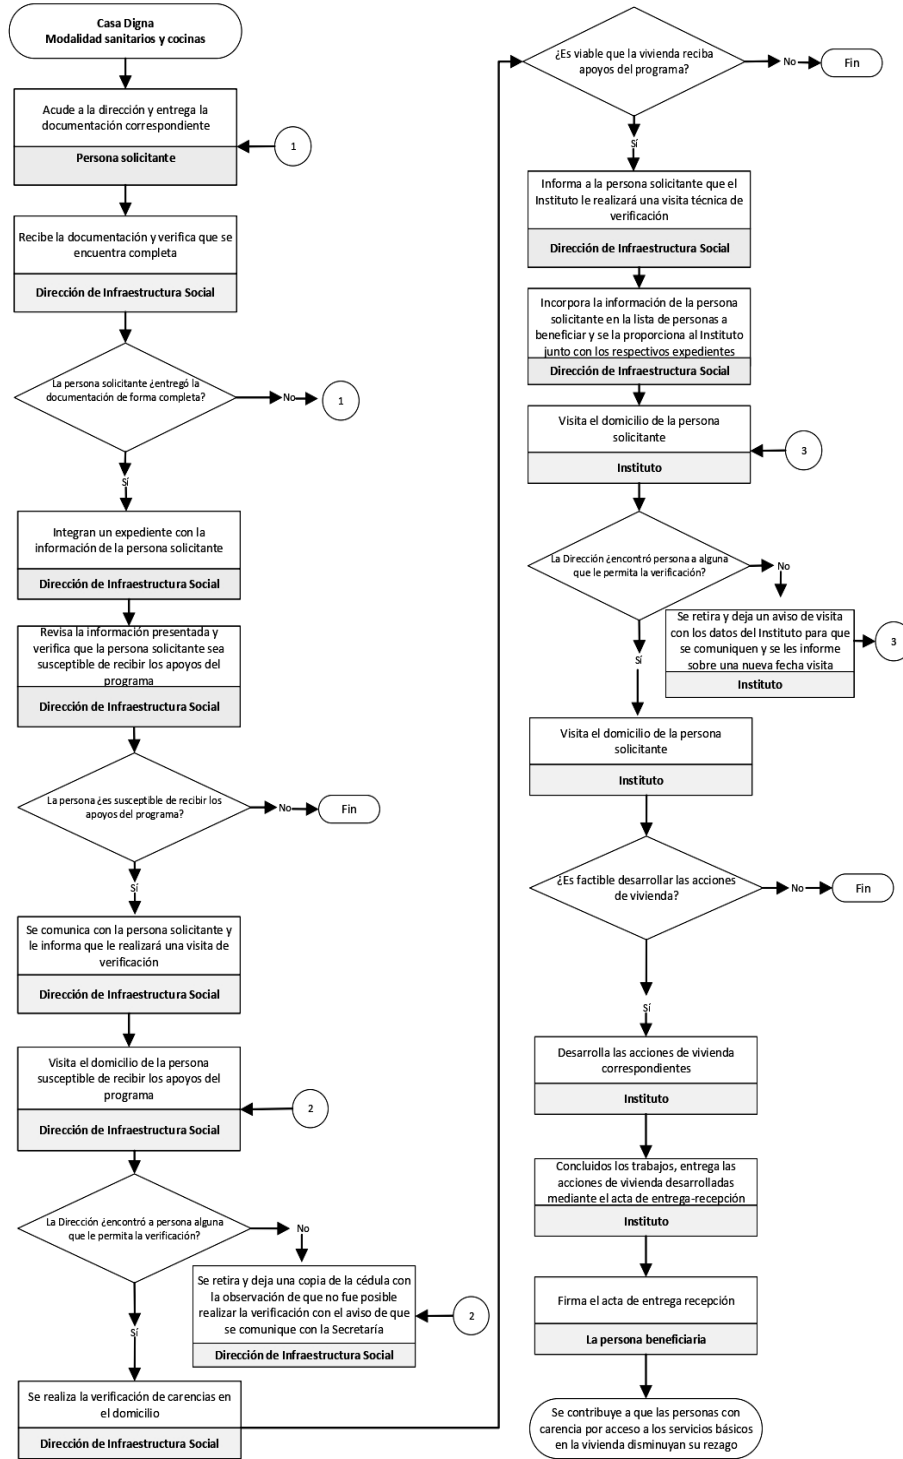 Casa Digna
Modalidad sanitarios y cocinas
Acude a la dirección y entrega la
documentación correspondiente
Persona solicitante
1
Recibe la documentación y verifica que se
encuentra completa
Dirección de Infraestructura Social
La persona solicitante ¿entregó la
documentación de forma completa?
No
1
Sí
Integran un expediente con la
información de la persona solicitante
Dirección de Infraestructura Social
Revisa la información presentada y
verifica que la persona solicitante sea
susceptible de recibir los apoyos del
programa
Dirección de Infraestructura Social
La persona ¿es susceptible de recibir los
apoyos del programa?
No
Fin
Sí
Se comunica con la persona solicitante y
le informa que le realizará una visita de
verificación
Dirección de Infraestructura Social
Visita el domicilio de la persona
susceptible de recibir los apoyos del
programa
Dirección de Infraestructura Social
2
La Dirección ¿encontró a persona alguna
que le permita la verificación?
No
Se retira y deja una copia de la cédula con
la observación de que no fue posible
realizar la verificación con el aviso de que
se comunique con la Secretaría
Dirección de Infraestructura Social
2
Sí
Se realiza la verificación de carencias en
el domicilio
Dirección de Infraestructura Social
¿Es viable que la vivienda reciba
apoyos del programa?
No
Fin
Sí
Informa a la persona solicitante que el
Instituto le realizará una visita técnica de
verificación
Dirección de Infraestructura Social
Incorpora la información de la persona
solicitante en la lista de personas a
beneficiar y se la proporciona al Instituto
junto con los respectivos expedientes
Dirección de Infraestructura Social
Visita el domicilio de la persona
solicitante
Instituto
3
La Dirección ¿encontró persona a alguna
que le permita la verificación?
No
Se retira y deja un aviso de visita
con los datos del Instituto para que
se comuniquen y se les informe
sobre una nueva fecha visita
Instituto
3
Sí
Visita el domicilio de la persona
solicitante
Instituto
¿Es factible desarrollar las acciones
de vivienda?
No
Fin
Sí
Desarrolla las acciones de vivienda
correspondientes
Instituto
Concluidos los trabajos, entrega las
acciones de vivienda desarrolladas
mediante el acta de entrega-recepción
Instituto
Firma el acta de entrega recepción
La persona beneficiaria
Se contribuye a que las personas con
carencia por acceso a los servicios básicos
en la vivienda disminuyan su rezago